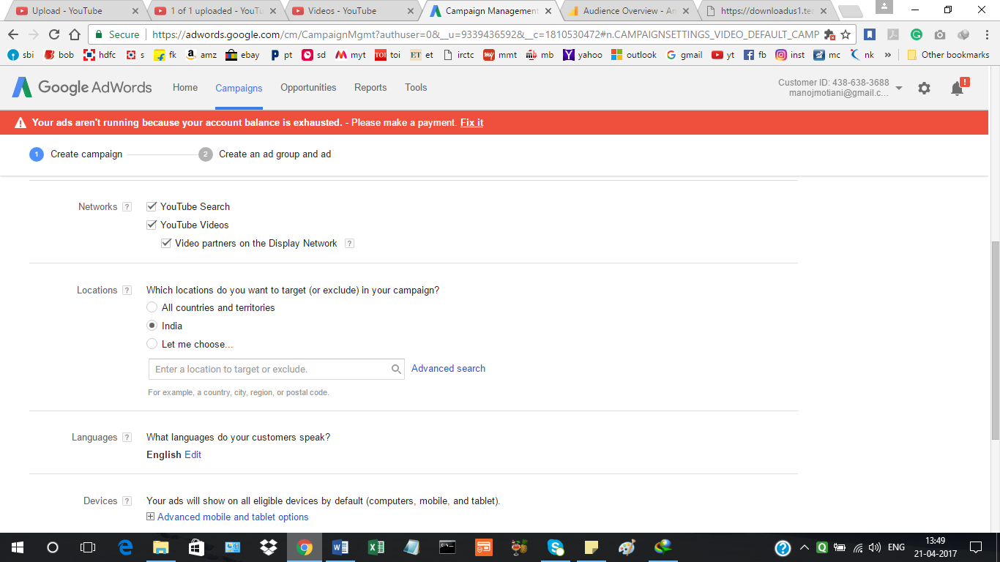 Upload - YouTube
1 of 1 uploaded - YouTu
Videos - YouTube
Campaign Management
Audience Overview - An
https://downloadus1.tea
Secure
https://adwords.google.com/cm/CampaignMgmt?authuser=0&__u=9339436592&__c=1810530472#n.CAMPAIGNSETTINGS_VIDEO_DEFAULT_CAMP
sbi bob hdfc s fk amz ebay pt sd myt toi et irctc mmt mb yahoo outlook gmail yt fb inst mc nk » Other bookmarks
Google AdWords
Home Campaigns Opportunities Reports Tools
Customer ID: 438-638-3688
manojmotiani@gmail.c...
Your ads aren't running because your account balance is exhausted. - Please make a payment. Fix it
1 Create campaign
2 Create an ad group and ad
Networks ?
YouTube Search
YouTube Videos
Video partners on the Display Network ?
Locations ?
Which locations do you want to target (or exclude) in your campaign?
All countries and territories
India
Let me choose...
Enter a location to target or exclude.
Advanced search
For example, a country, city, region, or postal code.
Languages ?
What languages do your customers speak?
English Edit
Devices ?
Your ads will show on all eligible devices by default (computers, mobile, and tablet).
Advanced mobile and tablet options
ENG
13:49
21-04-2017